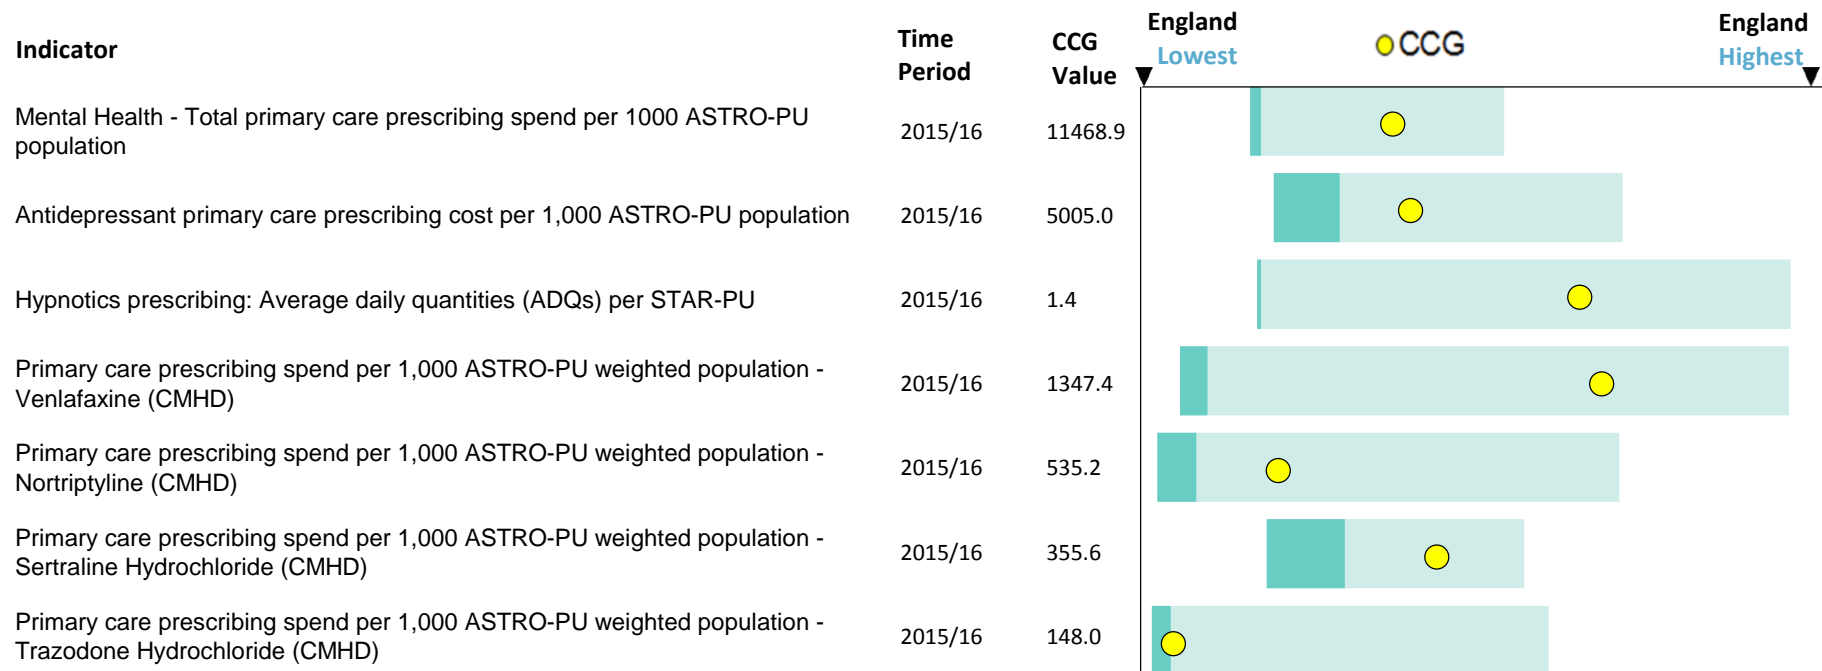 Indicator
Time
Period
CCG
Value
England
Lowest
CCG
England
Highest
Mental Health - Total primary care prescribing spend per 1000 ASTRO-PU
population
2015/16
11468.9
Antidepressant primary care prescribing cost per 1,000 ASTRO-PU population
2015/16
5005.0
Hypnotics prescribing: Average daily quantities (ADQs) per STAR-PU
2015/16
1.4
Primary care prescribing spend per 1,000 ASTRO-PU weighted population -
Venlafaxine (CMHD)
2015/16
1347.4
Primary care prescribing spend per 1,000 ASTRO-PU weighted population -
Nortriptyline (CMHD)
2015/16
535.2
Primary care prescribing spend per 1,000 ASTRO-PU weighted population -
Sertraline Hydrochloride (CMHD)
2015/16
355.6
Primary care prescribing spend per 1,000 ASTRO-PU weighted population -
Trazodone Hydrochloride (CMHD)
2015/16
148.0